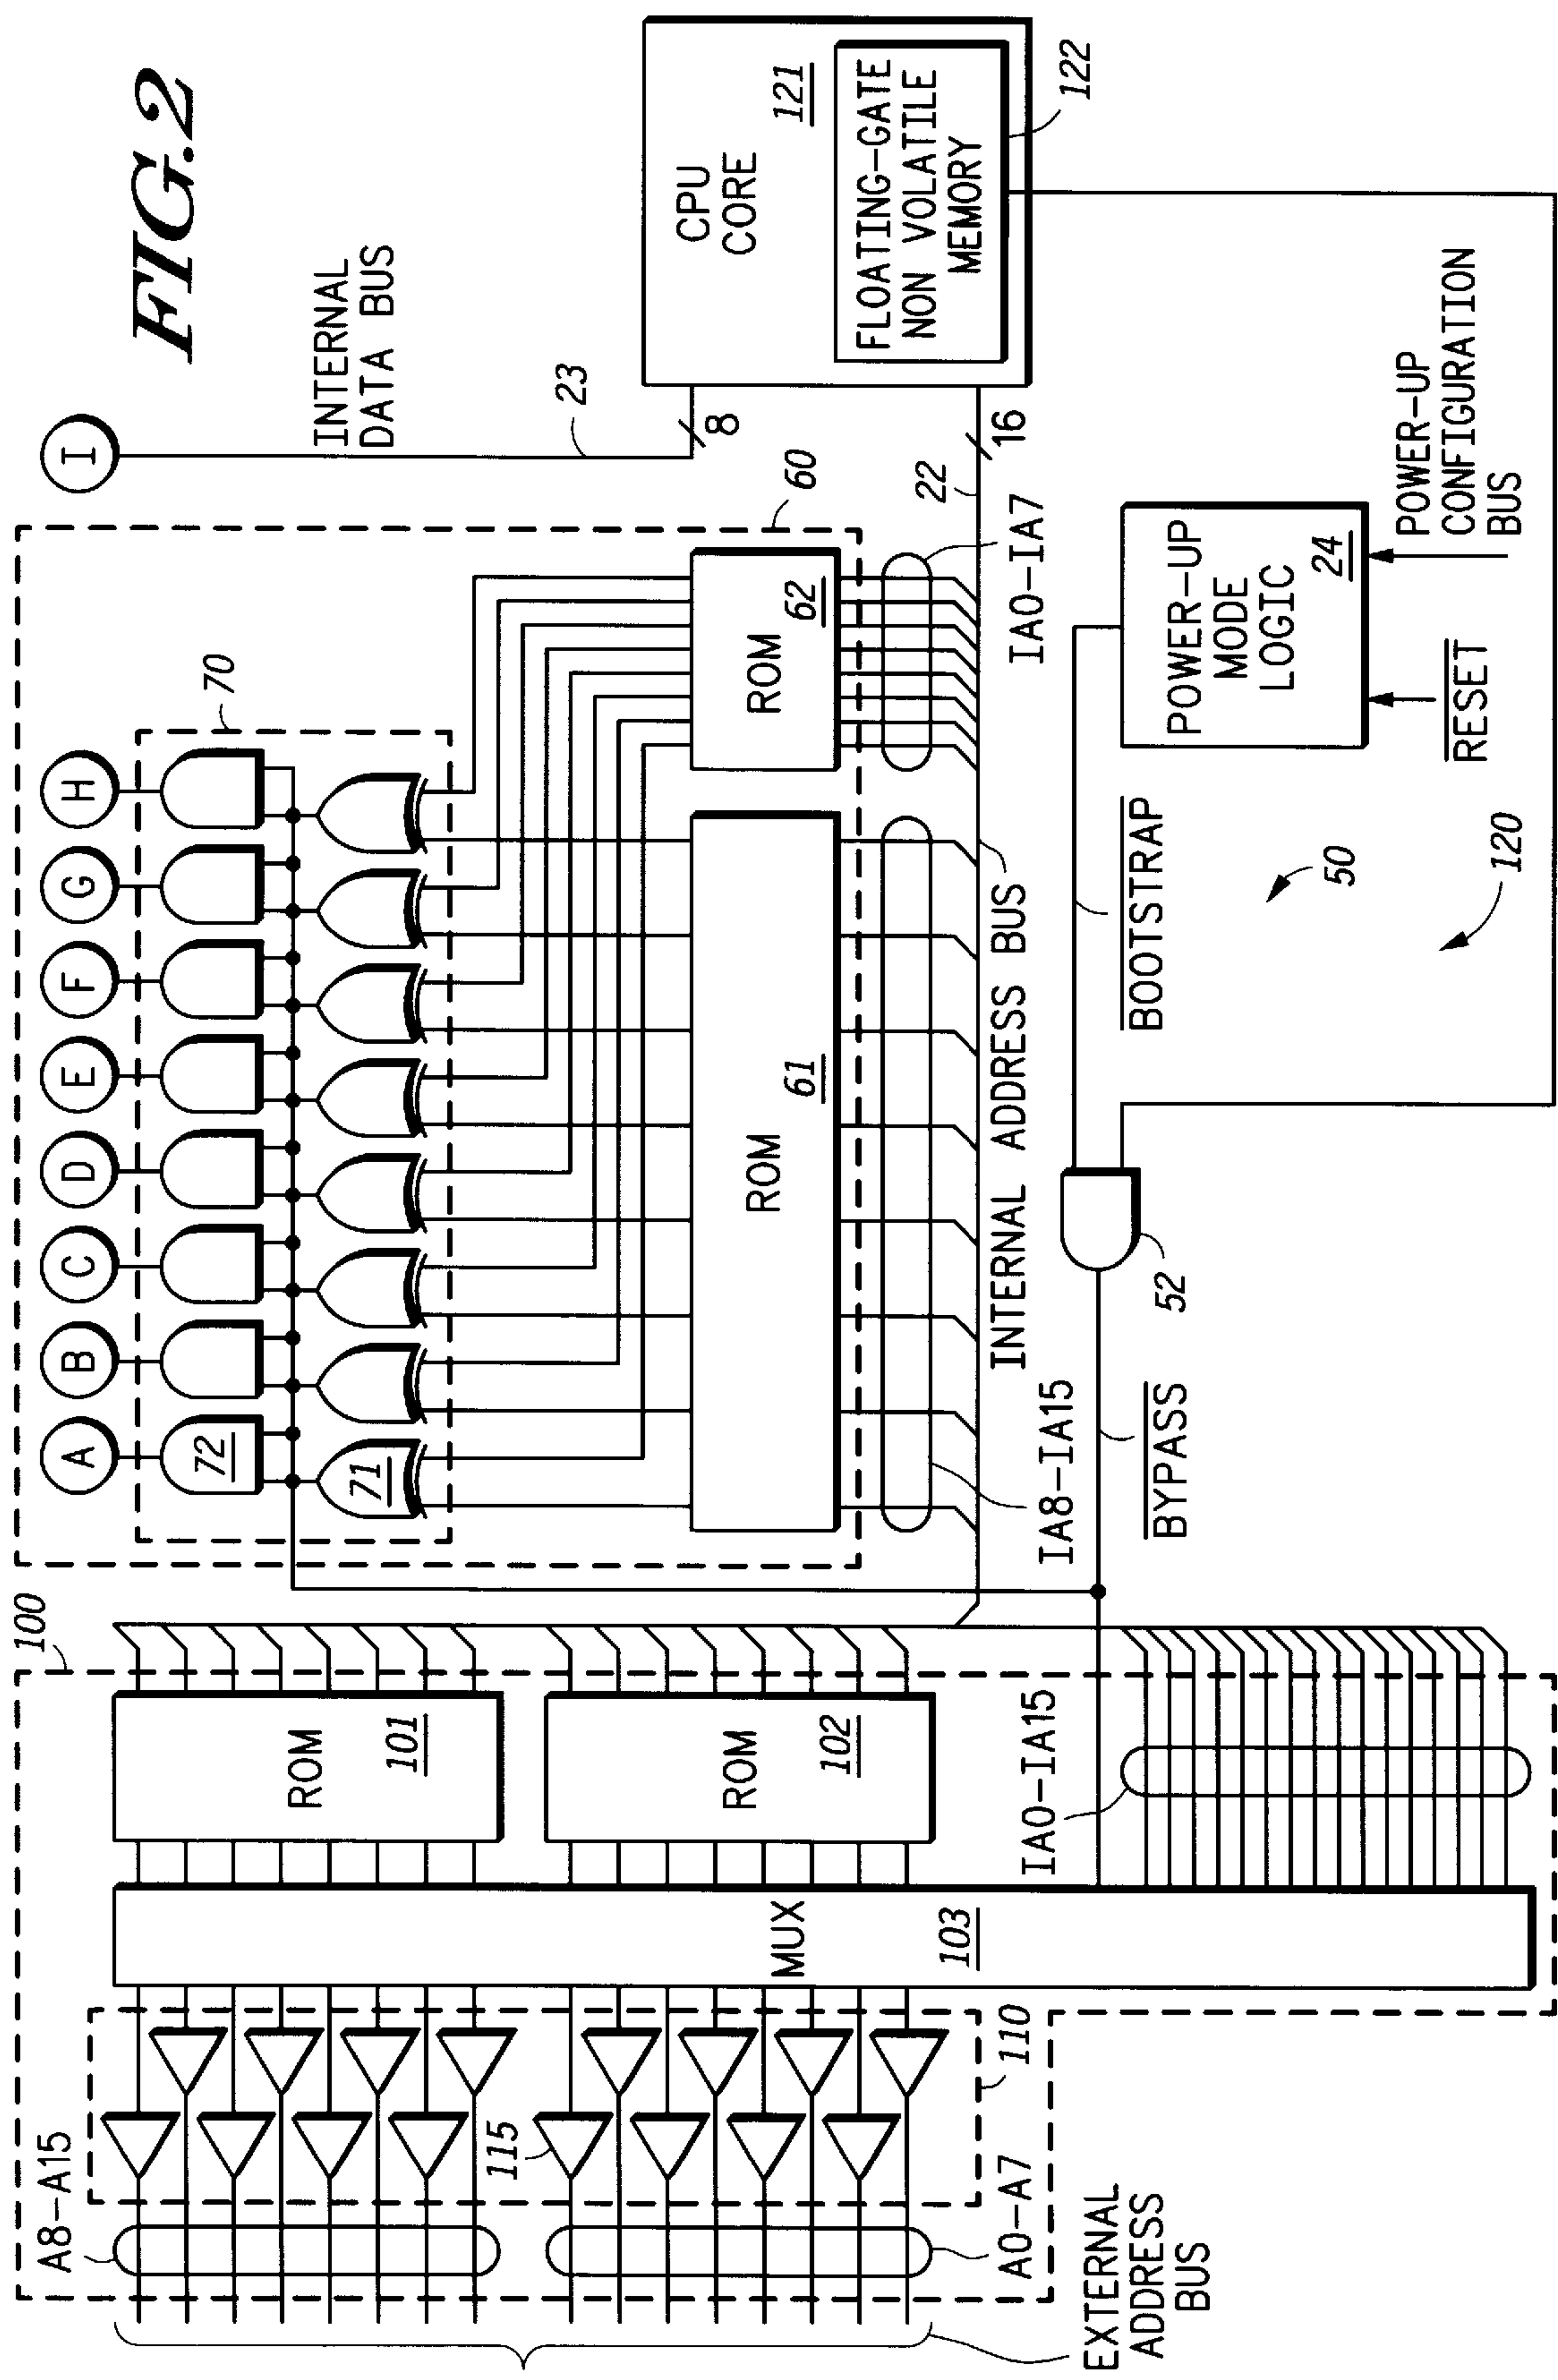 FIG.2
I
INTERNAL
DATA BUS
23
8
CPU
CORE
121
FLOATING-GATE
NON VOLATILE
MEMORY
122
16
22
A
B
C
D
E
F
G
H
70
60
72
71
ROM
61
ROM
62
IA8-IA15
IA0-IA7
INTERNAL ADDRESS BUS
100
ROM
101
ROM
102
MUX
103
IA0-IA15
A8-A15
115
110
A0-A7
EXTERNAL
ADDRESS
BUS
BYPASS
52
BOOTSTRAP
50
120
POWER-UP
MODE
LOGIC
24
RESET
POWER-UP
CONFIGURATION
BUS